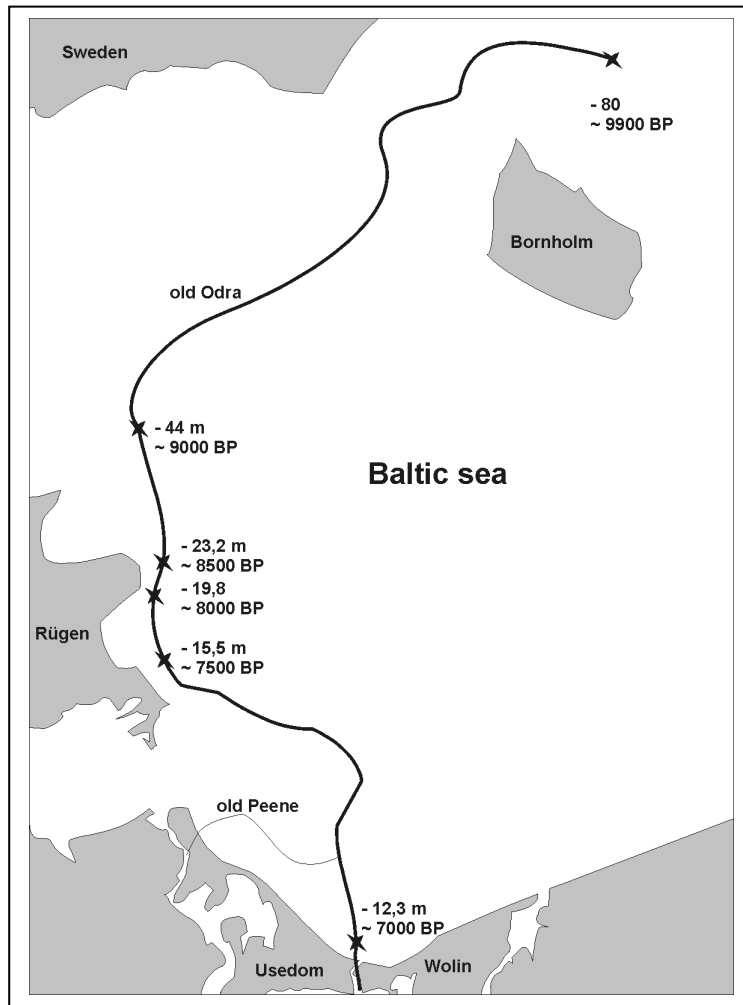 Sweden
- 80
~ 9900 BP
Bornholm
old Odra
- 44 m
~ 9000 BP
Baltic sea
- 23,2 m
~ 8500 BP
- 19,8
~ 8000 BP
Rügen
- 15,5 m
~ 7500 BP
old Peene
- 12,3 m
~ 7000 BP
Usedom
Wolin